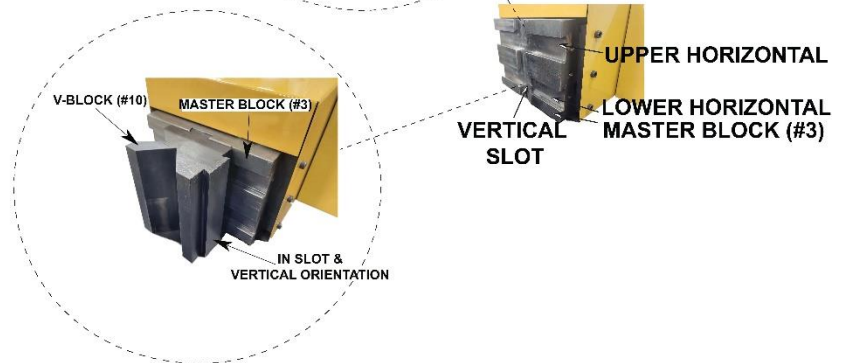 UPPER HORIZONTAL
V-BLOCK (#10)
MASTER BLOCK (#3)
LOWER HORIZONTAL
VERTICAL
SLOT
MASTER BLOCK (#3)
IN SLOT &
VERTICAL ORIENTATION